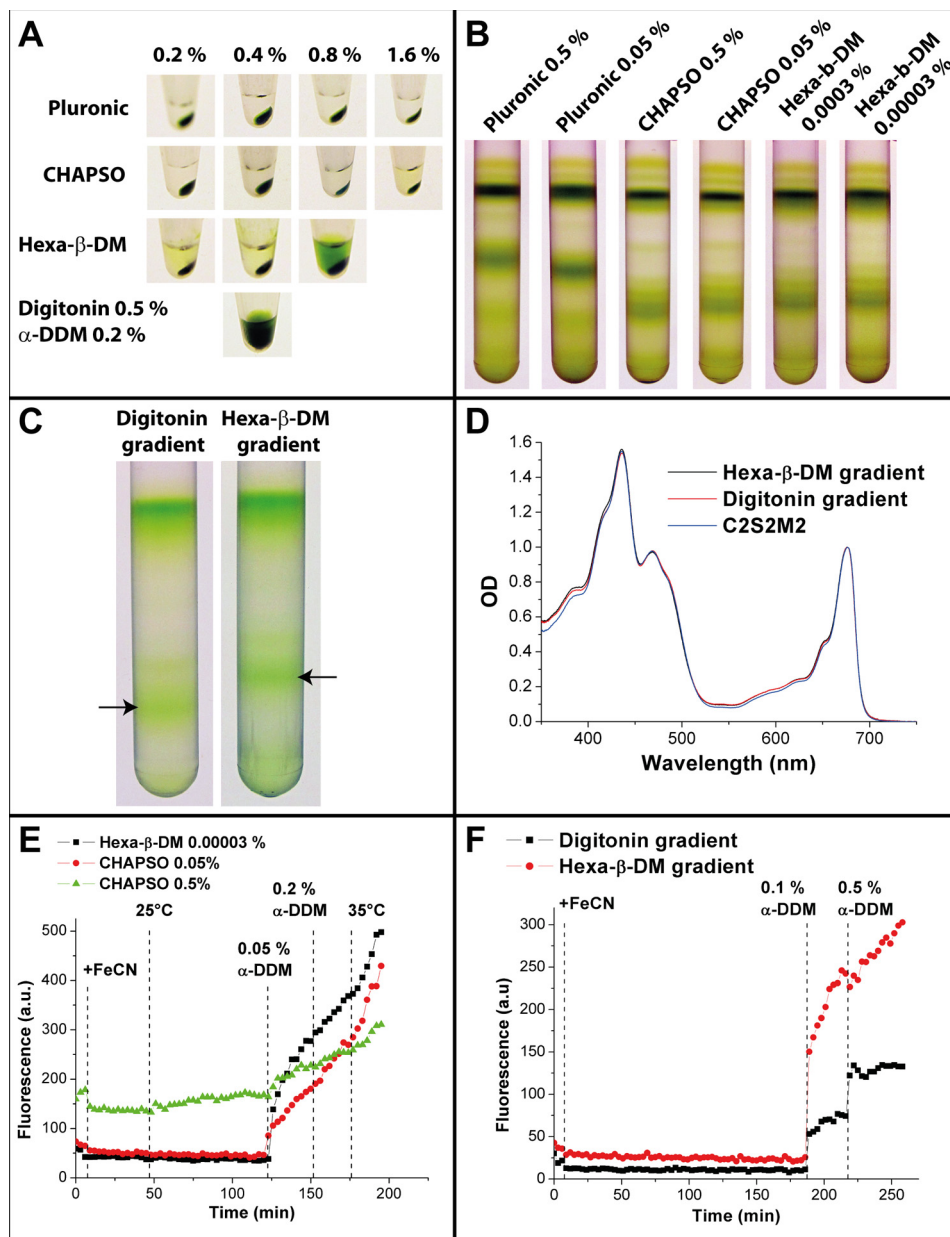 A
0.2 % 0.4 % 0.8 % 1.6 %
Pluronic
CHAPSO
Hexa-β-DM
Digitonin 0.5 %
α-DDM 0.2 %
B
Pluronic 0.5 %
Pluronic 0.05 %
CHAPSO 0.5 %
CHAPSO 0.05 %
Hexa-b-DM
0.0003 %
Hexa-b-DM
0.00003 %
C
Digitonin
gradient
Hexa-β-DM
gradient
D
Hexa-β-DM gradient
Digitonin gradient
C2S2M2
1.6
1.4
1.2
1.0
0.8
0.6
0.4
0.2
0.0
OD
400 500 600 700
Wavelength (nm)
E
Hexa-β-DM 0.00003 %
CHAPSO 0.05%
CHAPSO 0.5%
25°C
0.2 %
α-DDM
35°C
+FeCN
0.05 %
α-DDM
500
400
300
200
100
0
Fluorescence (a.u.)
0 50 100 150 200
Time (min)
F
Digitonin gradient
Hexa-β-DM gradient
+FeCN
0.1 %
α-DDM
0.5 %
α-DDM
300
250
200
150
100
50
0
Fluorescence (a.u)
0 50 100 150 200 250
Time (min)